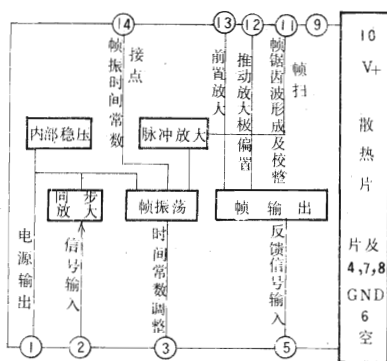 ⑭
⑬
⑫
⑪
⑨
10
V+
散热片
片及
4,7,8
GND
6
空
帧振时间常数
接点
前置放大
推动放大极偏置
帧锯齿波形成及校整
帧扫
内部稳压
脉冲放大
同步
放大
帧振荡
帧输出
电源输出
信号输入
时间常数调整
反馈信号输入
①
②
③
⑤